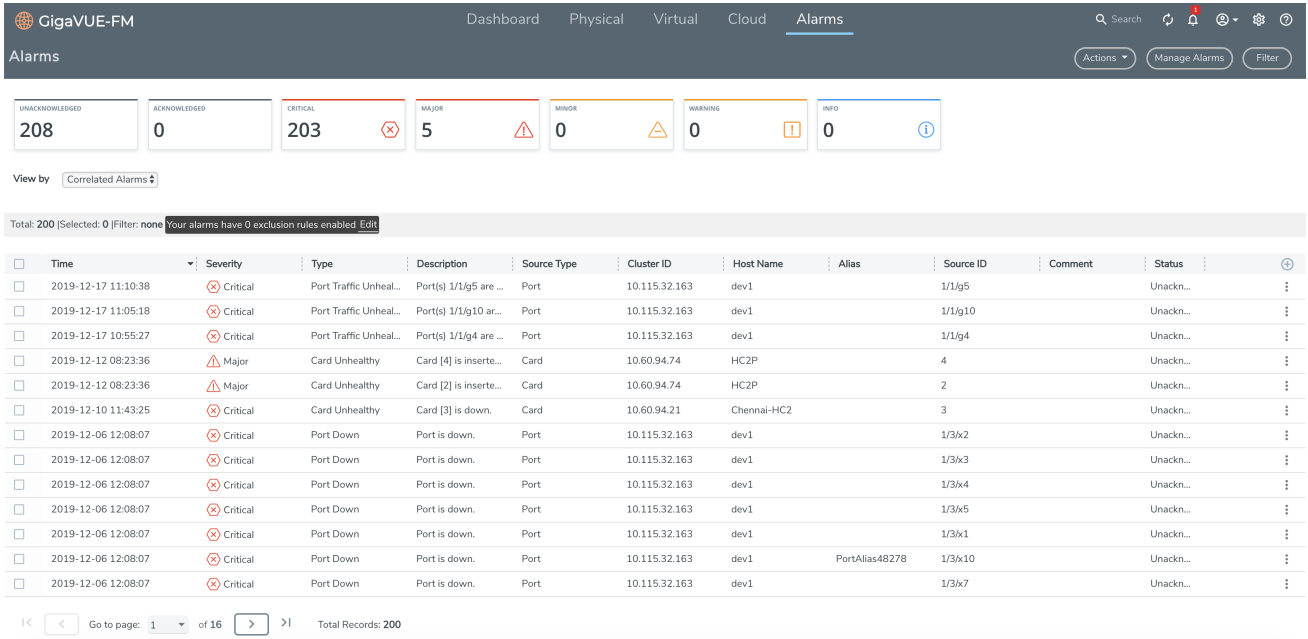 GigaVUE-FM Dashboard Physical Virtual Cloud Alarms Search 1
Alarms Actions Manage Alarms Filter
UNACKNOWLEDGED ACKNOWLEDGED CRITICAL MAJOR MINOR WARNING INFO
208 0 203 5 0 0 0
View by Correlated Alarms
Total: 200 |Selected: 0 |Filter: none Your alarms have 0 exclusion rules enabled Edit
Time Severity Type Description Source Type Cluster ID Host Name Alias Source ID Comment Status
2019-12-17 11:10:38 Critical Port Traffic Unheal... Port(s) 1/1/g5 are ... Port 10.115.32.163 dev1 1/1/g5 Unackn...
2019-12-17 11:05:18 Critical Port Traffic Unheal... Port(s) 1/1/g10 ar... Port 10.115.32.163 dev1 1/1/g10 Unackn...
2019-12-17 10:55:27 Critical Port Traffic Unheal... Port(s) 1/1/g4 are ... Port 10.115.32.163 dev1 1/1/g4 Unackn...
2019-12-12 08:23:36 Major Card Unhealthy Card [4] is inserte... Card 10.60.94.74 HC2P 4 Unackn...
2019-12-12 08:23:36 Major Card Unhealthy Card [2] is inserte... Card 10.60.94.74 HC2P 2 Unackn...
2019-12-10 11:43:25 Critical Card Unhealthy Card [3] is down. Card 10.60.94.21 Chennai-HC2 3 Unackn...
2019-12-06 12:08:07 Critical Port Down Port is down. Port 10.115.32.163 dev1 1/3/x2 Unackn...
2019-12-06 12:08:07 Critical Port Down Port is down. Port 10.115.32.163 dev1 1/3/x3 Unackn...
2019-12-06 12:08:07 Critical Port Down Port is down. Port 10.115.32.163 dev1 1/3/x4 Unackn...
2019-12-06 12:08:07 Critical Port Down Port is down. Port 10.115.32.163 dev1 1/3/x5 Unackn...
2019-12-06 12:08:07 Critical Port Down Port is down. Port 10.115.32.163 dev1 1/3/x1 Unackn...
2019-12-06 12:08:07 Critical Port Down Port is down. Port 10.115.32.163 dev1 PortAlias48278 1/3/x10 Unackn...
2019-12-06 12:08:07 Critical Port Down Port is down. Port 10.115.32.163 dev1 1/3/x7 Unackn...
Go to page: 1 of 16 Total Records: 200